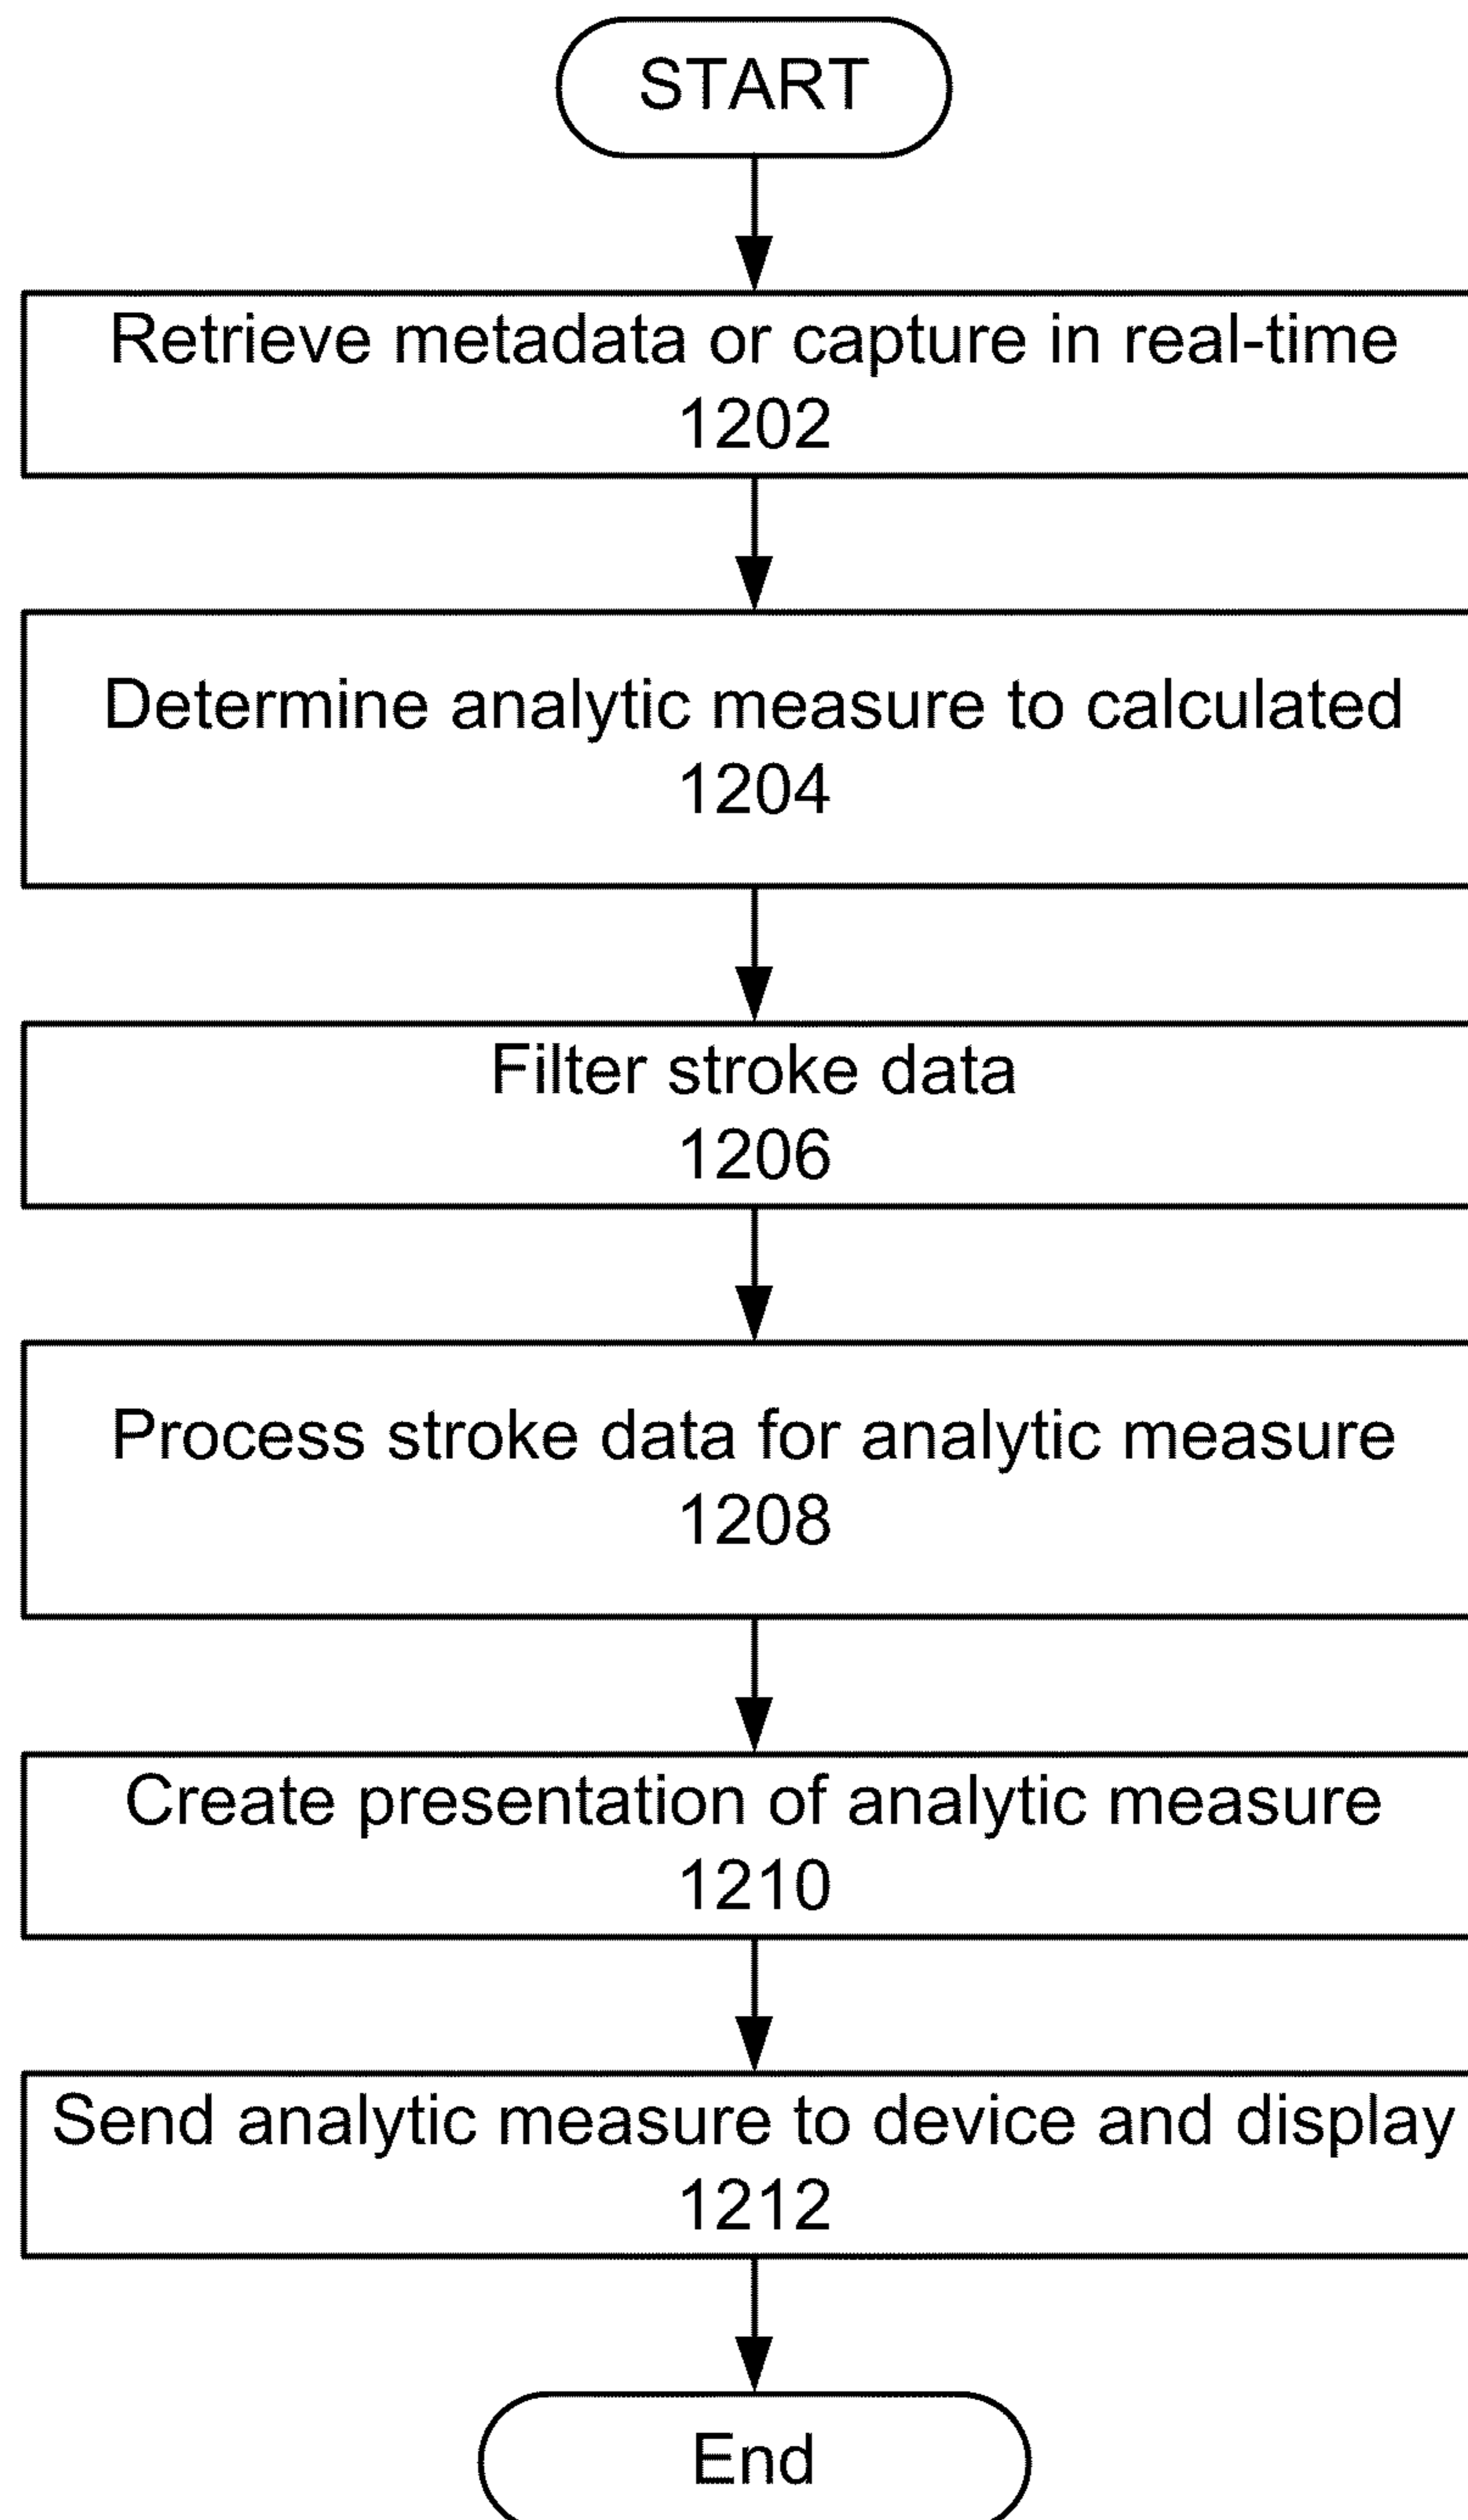 START
Retrieve metadata or capture in real-time
1202
Determine analytic measure to calculated
1204
Filter stroke data
1206
Process stroke data for analytic measure
1208
Create presentation of analytic measure
1210
Send analytic measure to device and display
1212
End